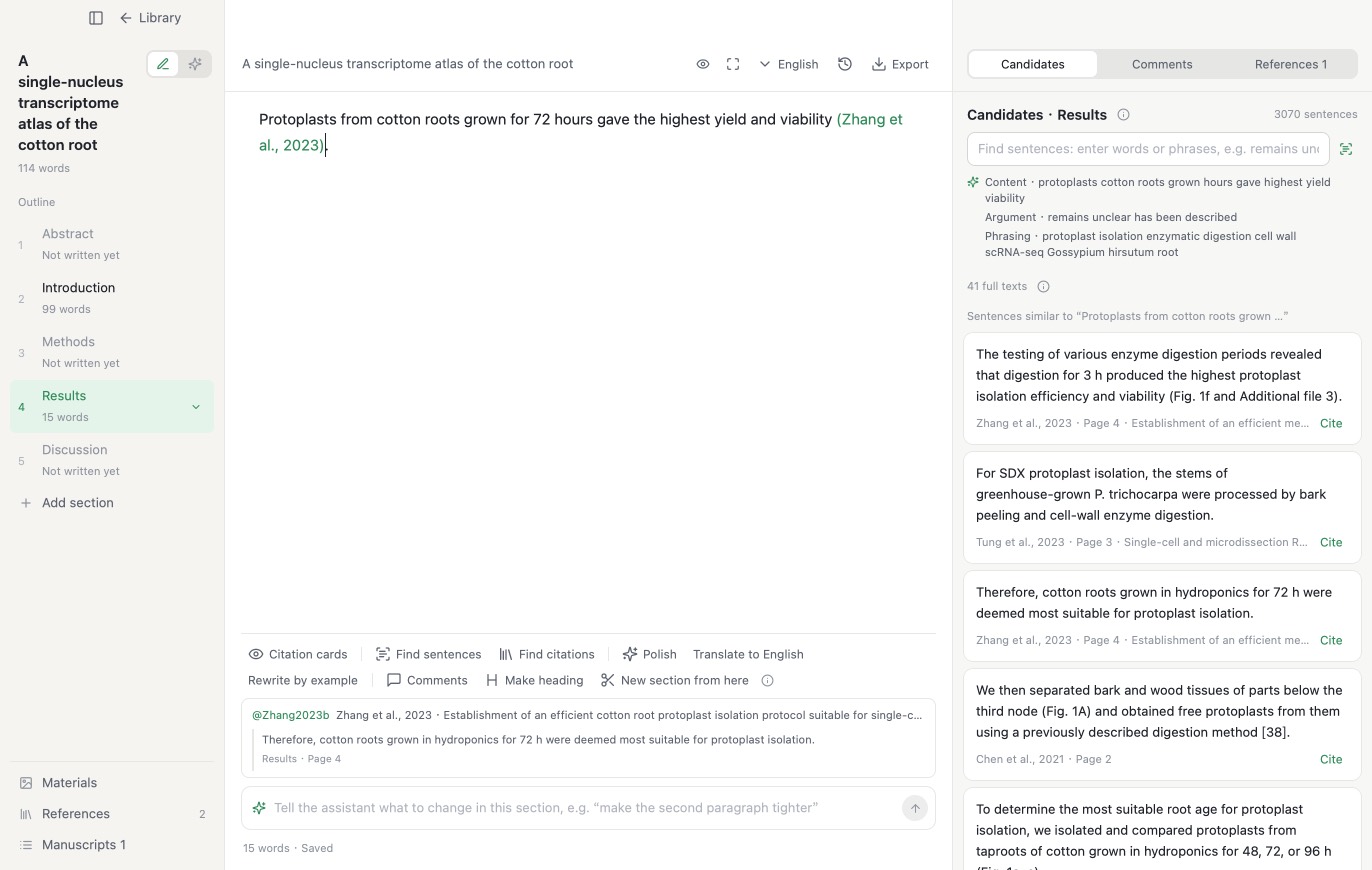 Library
A
single-nucleus
transcriptome
atlas of the
cotton root
114 words
Outline
1
Abstract
Not written yet
2
Introduction
99 words
3
Methods
Not written yet
4
Results
15 words
5
Discussion
Not written yet
Add section
Materials
References 2
Manuscripts 1
A single-nucleus transcriptome atlas of the cotton root
English
Export
Protoplasts from cotton roots grown for 72 hours gave the highest yield and viability (Zhang et
al., 2023).
Citation cards
Find sentences
Find citations
Polish
Translate to English
Rewrite by example
Comments
Make heading
New section from here
@Zhang2023b Zhang et al., 2023 · Establishment of an efficient cotton root protoplast isolation protocol suitable for single-c...
Therefore, cotton roots grown in hydroponics for 72 h were deemed most suitable for protoplast isolation.
Results · Page 4
Tell the assistant what to change in this section, e.g. “make the second paragraph tighter”
15 words · Saved
Candidates
Comments
References 1
Candidates · Results
3070 sentences
Find sentences: enter words or phrases, e.g. remains un
Content · protoplasts cotton roots grown hours gave highest yield
viability
Argument · remains unclear has been described
Phrasing · protoplast isolation enzymatic digestion cell wall
scRNA-seq Gossypium hirsutum root
41 full texts
Sentences similar to “Protoplasts from cotton roots grown ...”
The testing of various enzyme digestion periods revealed
that digestion for 3 h produced the highest protoplast
isolation efficiency and viability (Fig. 1f and Additional file 3).
Zhang et al., 2023 · Page 4 · Establishment of an efficient me... Cite
For SDX protoplast isolation, the stems of
greenhouse-grown P. trichocarpa were processed by bark
peeling and cell-wall enzyme digestion.
Tung et al., 2023 · Page 3 · Single-cell and microdissection R... Cite
Therefore, cotton roots grown in hydroponics for 72 h were
deemed most suitable for protoplast isolation.
Zhang et al., 2023 · Page 4 · Establishment of an efficient me... Cite
We then separated bark and wood tissues of parts below the
third node (Fig. 1A) and obtained free protoplasts from them
using a previously described digestion method [38].
Chen et al., 2021 · Page 2 Cite
To determine the most suitable root age for protoplast
isolation, we isolated and compared protoplasts from
taproots of cotton grown in hydroponics for 48, 72, or 96 h